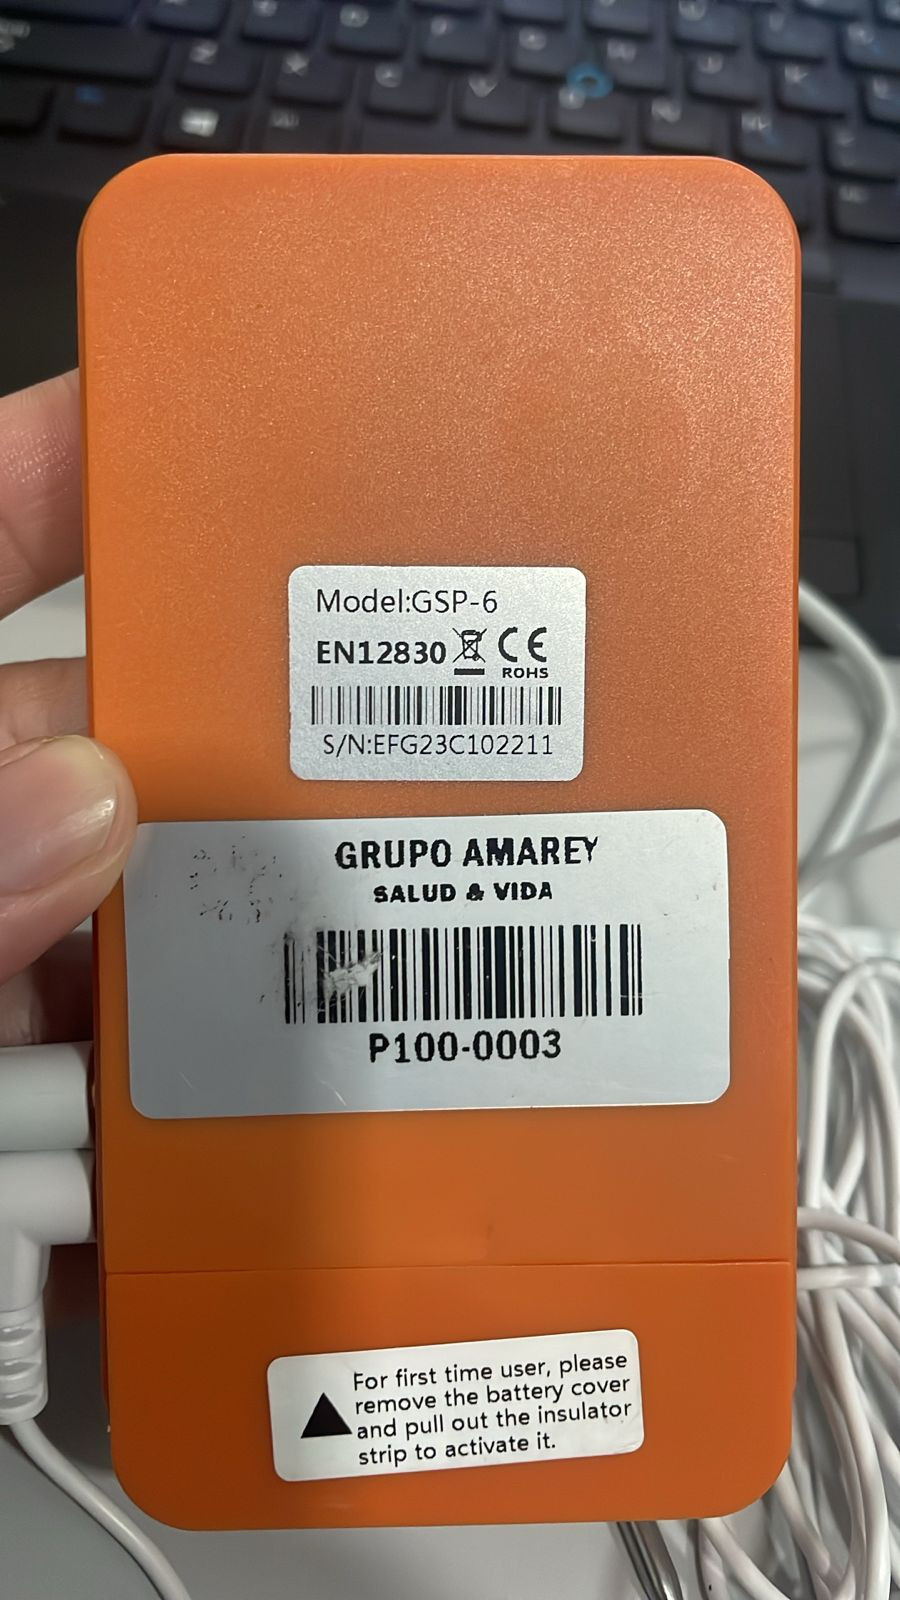 Model:GSP-6
EN12830 CE
ROHS
S/N:EFG23C102211
GRUPO AMAREY
SALUD & VIDA
P100-0003
For first time user, please
remove the battery cover
and pull out the insulator
strip to activate it.